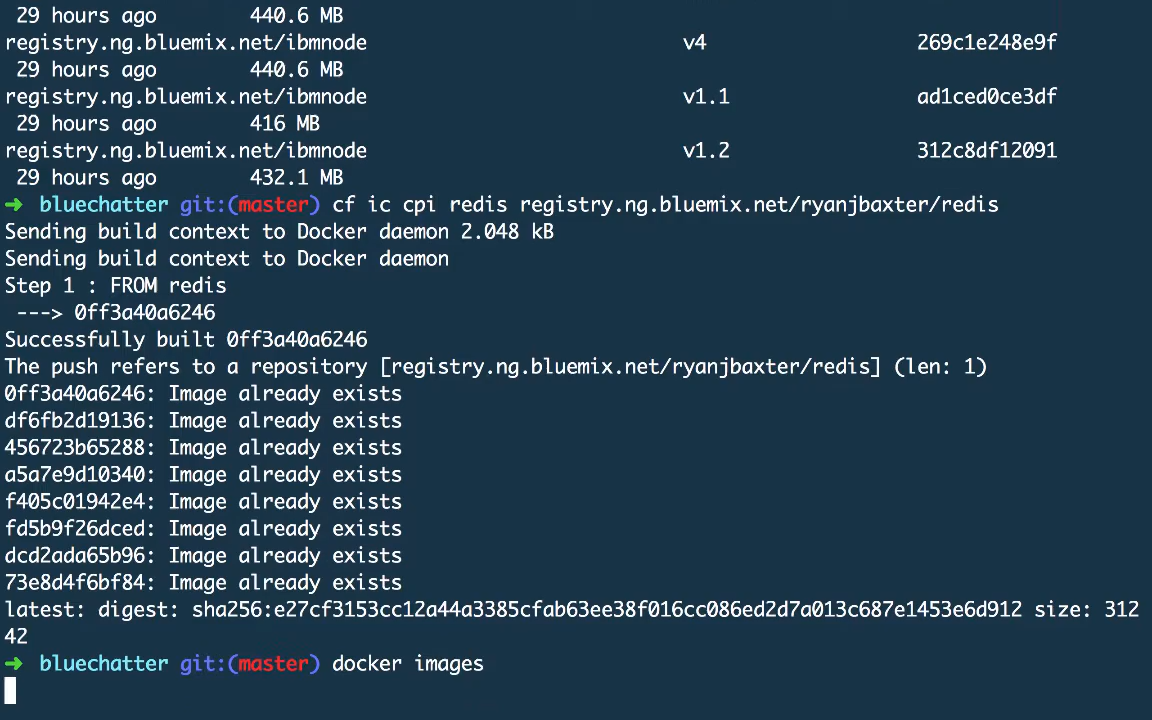 29 hours ago        440.6 MB
registry.ng.bluemix.net/ibmnode                           v4                  269c1e248e9f
29 hours ago        440.6 MB
registry.ng.bluemix.net/ibmnode                           v1.1                ad1ced0ce3df
29 hours ago        416 MB
registry.ng.bluemix.net/ibmnode                           v1.2                312c8df12091
29 hours ago        432.1 MB
➜  bluechatter git:(master) cf ic cpi redis registry.ng.bluemix.net/ryanjbaxter/redis
Sending build context to Docker daemon 2.048 kB
Sending build context to Docker daemon
Step 1 : FROM redis
 ---> 0ff3a40a6246
Successfully built 0ff3a40a6246
The push refers to a repository [registry.ng.bluemix.net/ryanjbaxter/redis] (len: 1)
0ff3a40a6246: Image already exists
df6fb2d19136: Image already exists
456723b65288: Image already exists
a5a7e9d10340: Image already exists
f405c01942e4: Image already exists
fd5b9f26dced: Image already exists
dcd2ada65b96: Image already exists
73e8d4f6bf84: Image already exists
latest: digest: sha256:e27cf3153cc12a44a3385cfab63ee38f016cc086ed2d7a013c687e1453e6d912 size: 312
42
➜  bluechatter git:(master) docker images